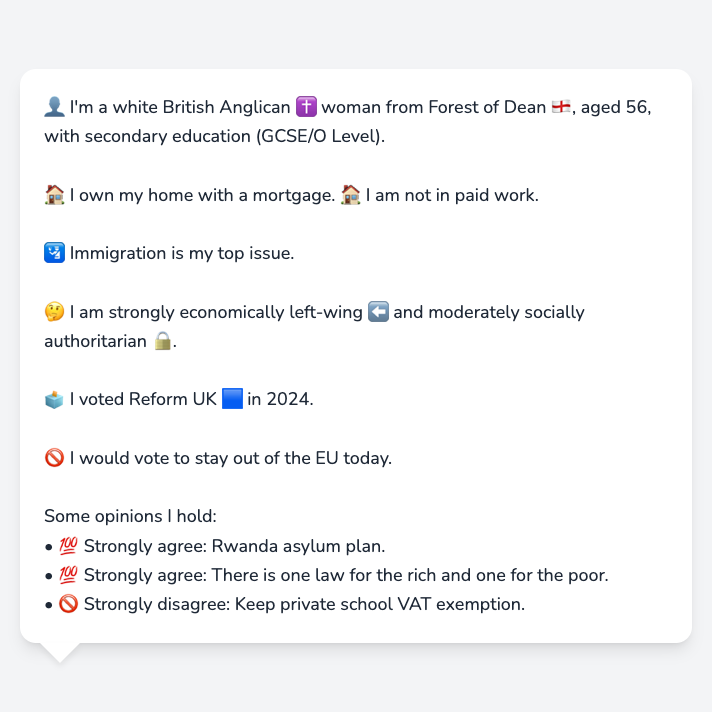 👤 I'm a white British Anglican ✝️ woman from Forest of Dean 🏴󠁧󠁢󠁥󠁮󠁧󠁿, aged 56,
with secondary education (GCSE/O Level).
🏠 I own my home with a mortgage. 🏠 I am not in paid work.
🛂 Immigration is my top issue.
🤔 I am strongly economically left-wing ⬅️ and moderately socially
authoritarian 🔒.
🗳️ I voted Reform UK 🟦 in 2024.
🚫 I would vote to stay out of the EU today.
Some opinions I hold:
• 💯 Strongly agree: Rwanda asylum plan.
• 💯 Strongly agree: There is one law for the rich and one for the poor.
• 🚫 Strongly disagree: Keep private school VAT exemption.